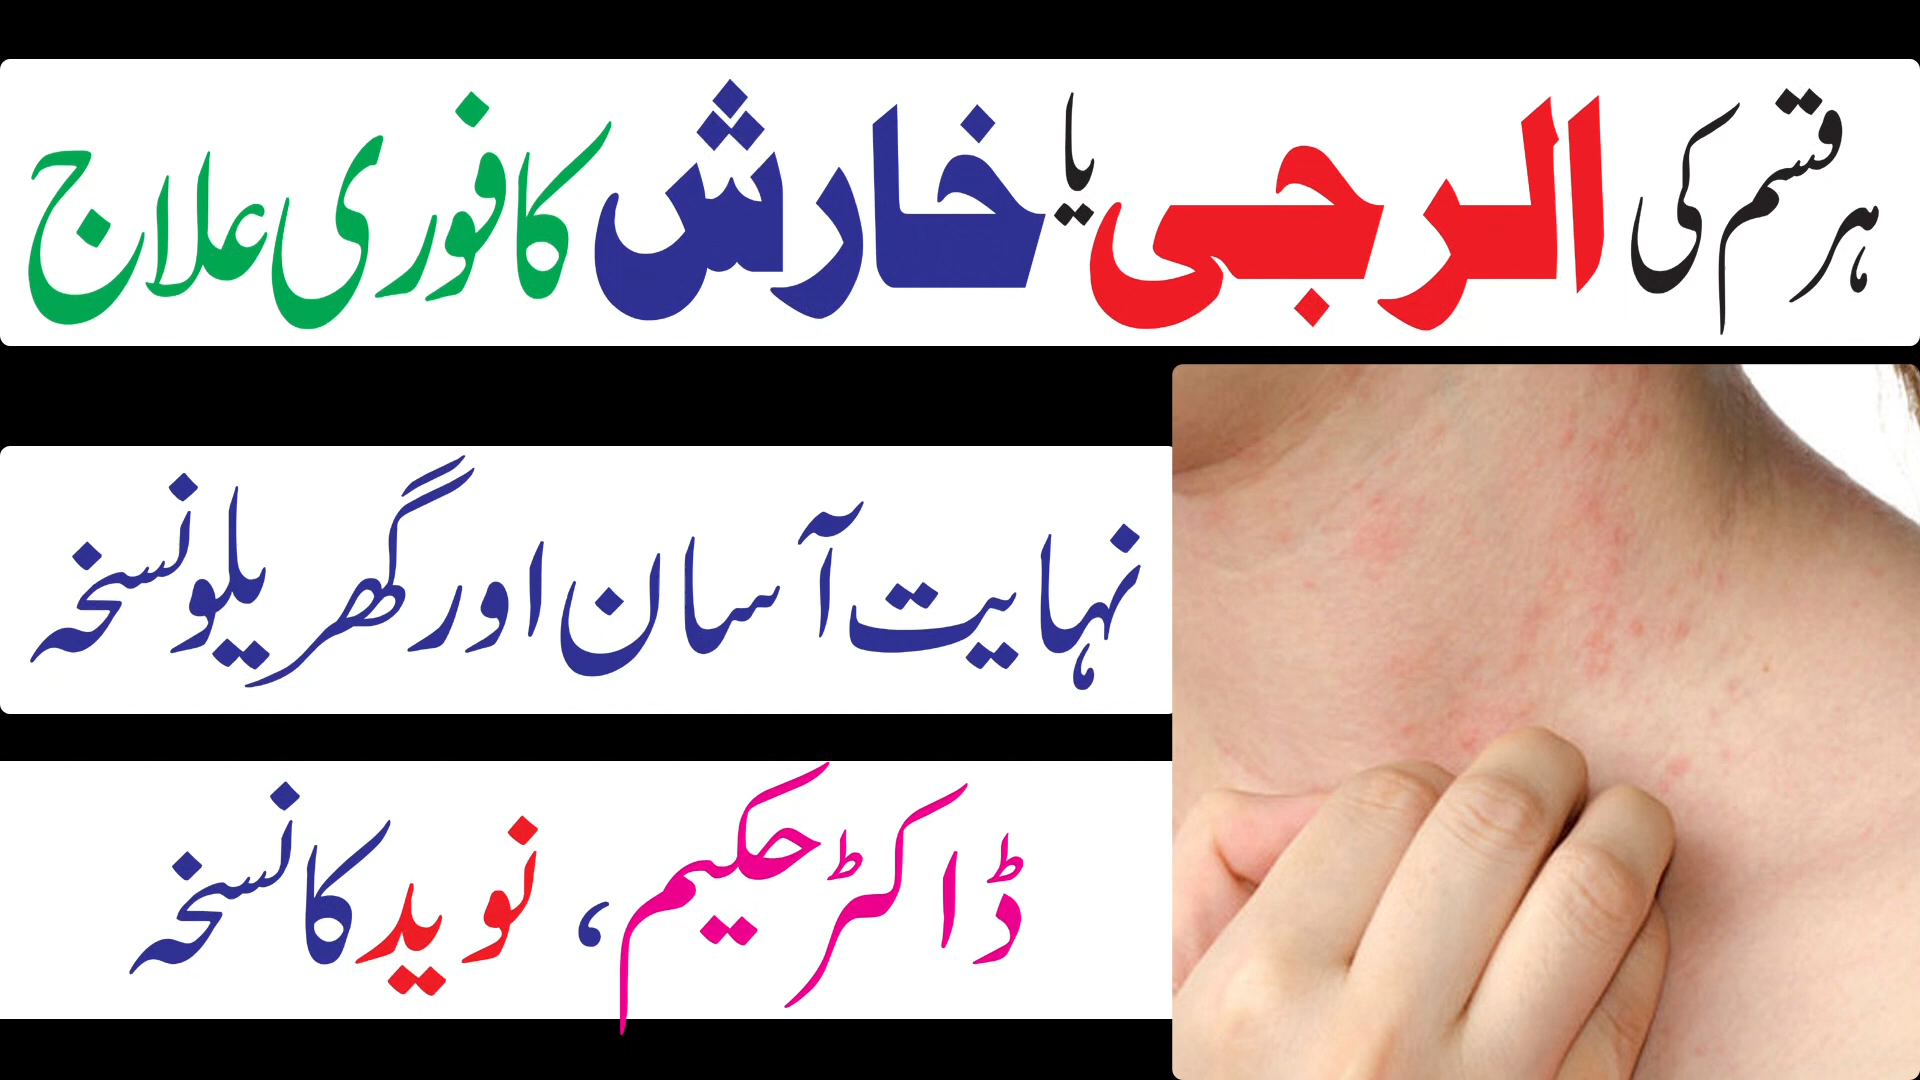 ہر قسم کی الرجی یا خارش کا فوری علاج
نہایت آسان اور گھریلو نسخہ
ڈاکٹر حکیم، نوید کا نسخہ